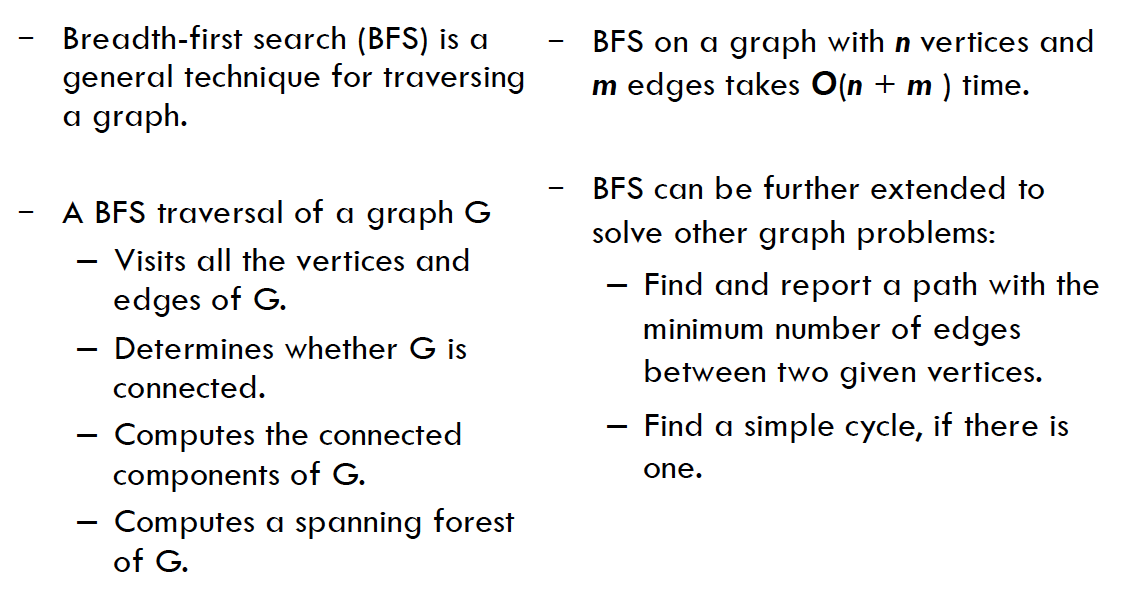 – Breadth-first search (BFS) is a
general technique for traversing
a graph.
– A BFS traversal of a graph G
– Visits all the vertices and
edges of G.
– Determines whether G is
connected.
– Computes the connected
components of G.
– Computes a spanning forest
of G.
– BFS on a graph with n vertices and
m edges takes O(n + m ) time.
– BFS can be further extended to
solve other graph problems:
– Find and report a path with the
minimum number of edges
between two given vertices.
– Find a simple cycle, if there is
one.